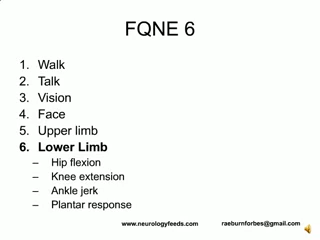 FQNE 6
1. Walk
2. Talk
3. Vision
4. Face
5. Upper limb
6. Lower Limb
– Hip flexion
– Knee extension
– Ankle jerk
– Plantar response
www.neurologyfeeds.com raeburnforbes@gmail.com